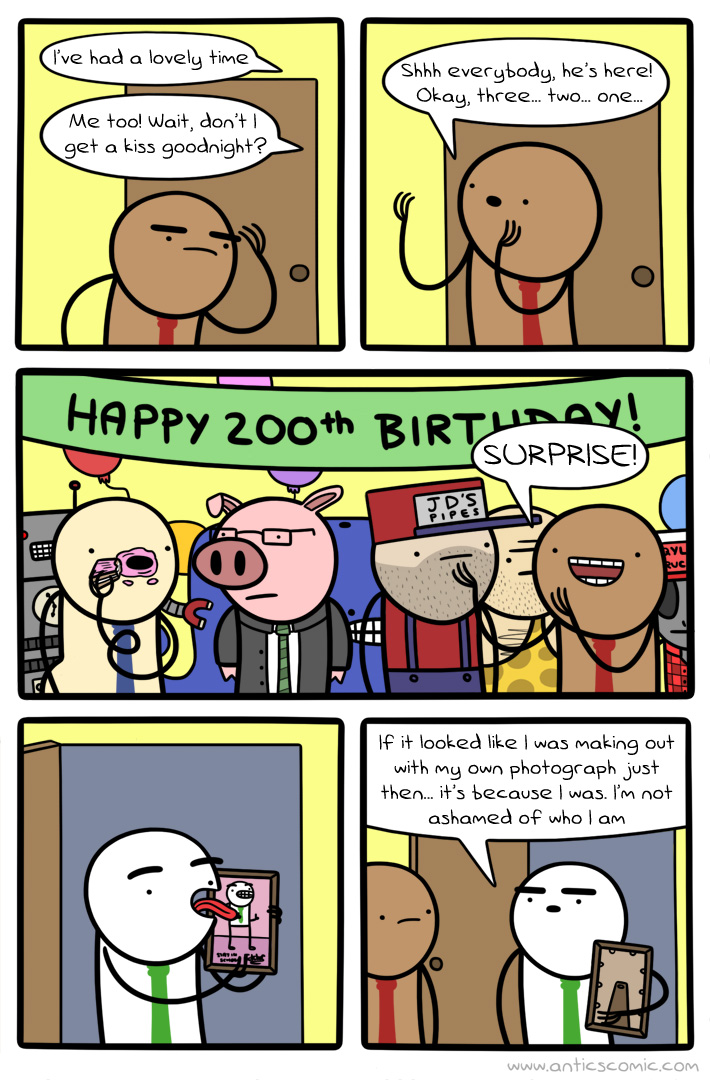 I've had a lovely time
Me too! Wait, don't I
get a kiss goodnight?
Shhh everybody, he's here!
Okay, three... two... one...
HAPPY 200th BIRTHDAY!
SURPRISE!
JD'S
PIPES
If it looked like I was making out
with my own photograph just
then... it's because I was. I'm not
ashamed of who I am
www.anticscomic.com